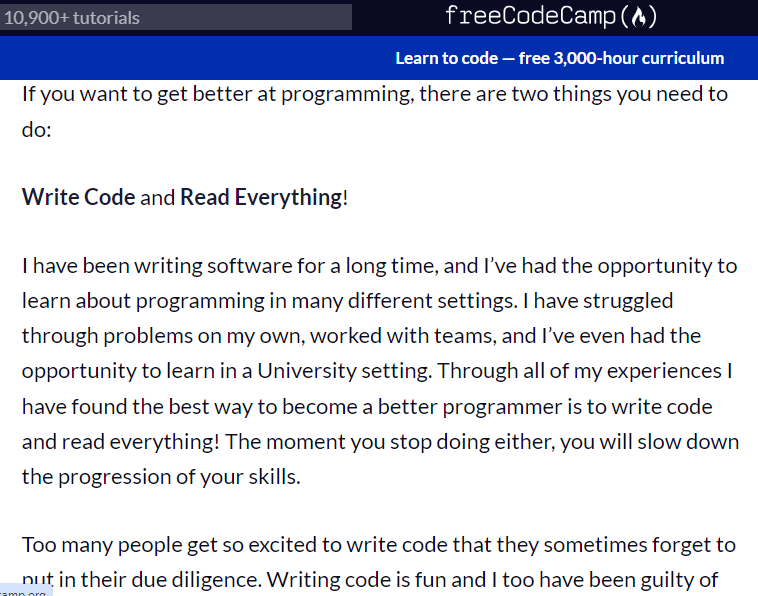 10,900+ tutorials
freeCodeCamp(🔥)
Learn to code — free 3,000-hour curriculum
If you want to get better at programming, there are two things you need to
do:
Write Code and Read Everything!
I have been writing software for a long time, and I’ve had the opportunity to
learn about programming in many different settings. I have struggled
through problems on my own, worked with teams, and I’ve even had the
opportunity to learn in a University setting. Through all of my experiences I
have found the best way to become a better programmer is to write code
and read everything! The moment you stop doing either, you will slow down
the progression of your skills.
Too many people get so excited to write code that they sometimes forget to
put in their due diligence. Writing code is fun and I too have been guilty of
camp.org